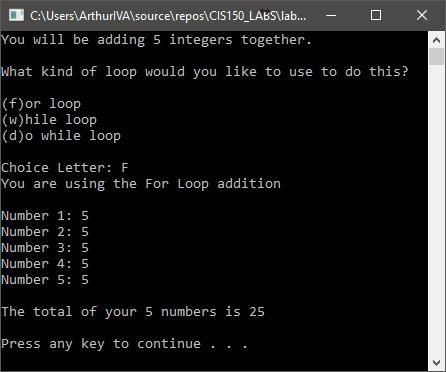 C:\Users\ArthurIVA\source\repos\CIS150_LAbS\lab...
You will be adding 5 integers together.
What kind of loop would you like to use to do this?
(f)or loop
(w)hile loop
(d)o while loop
Choice Letter: F
You are using the For Loop addition
Number 1: 5
Number 2: 5
Number 3: 5
Number 4: 5
Number 5: 5
The total of your 5 numbers is 25
Press any key to continue . . .